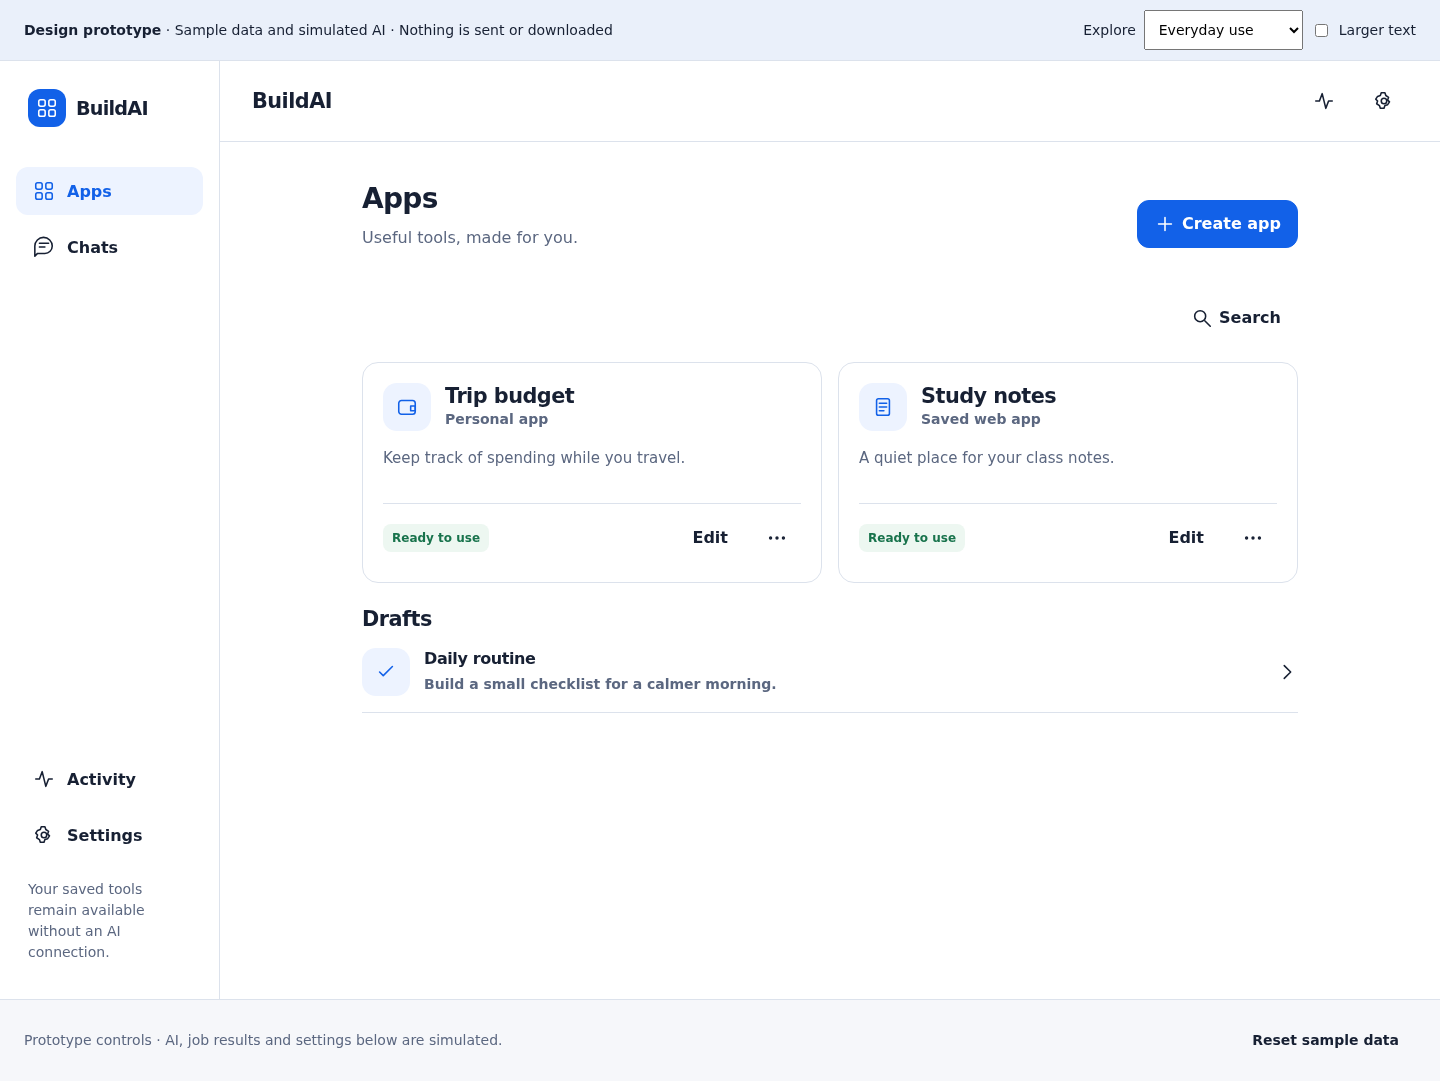 Design prototype · Sample data and simulated AI · Nothing is sent or downloaded
Explore
Everyday use
Larger text
BuildAI
Apps
Chats
Activity
Settings
Your saved tools
remain available
without an AI
connection.
BuildAI
Apps
Useful tools, made for you.
Create app
Search
Trip budget
Personal app
Keep track of spending while you travel.
Ready to use
Edit
Study notes
Saved web app
A quiet place for your class notes.
Ready to use
Edit
Drafts
Daily routine
Build a small checklist for a calmer morning.
Prototype controls · AI, job results and settings below are simulated.
Reset sample data